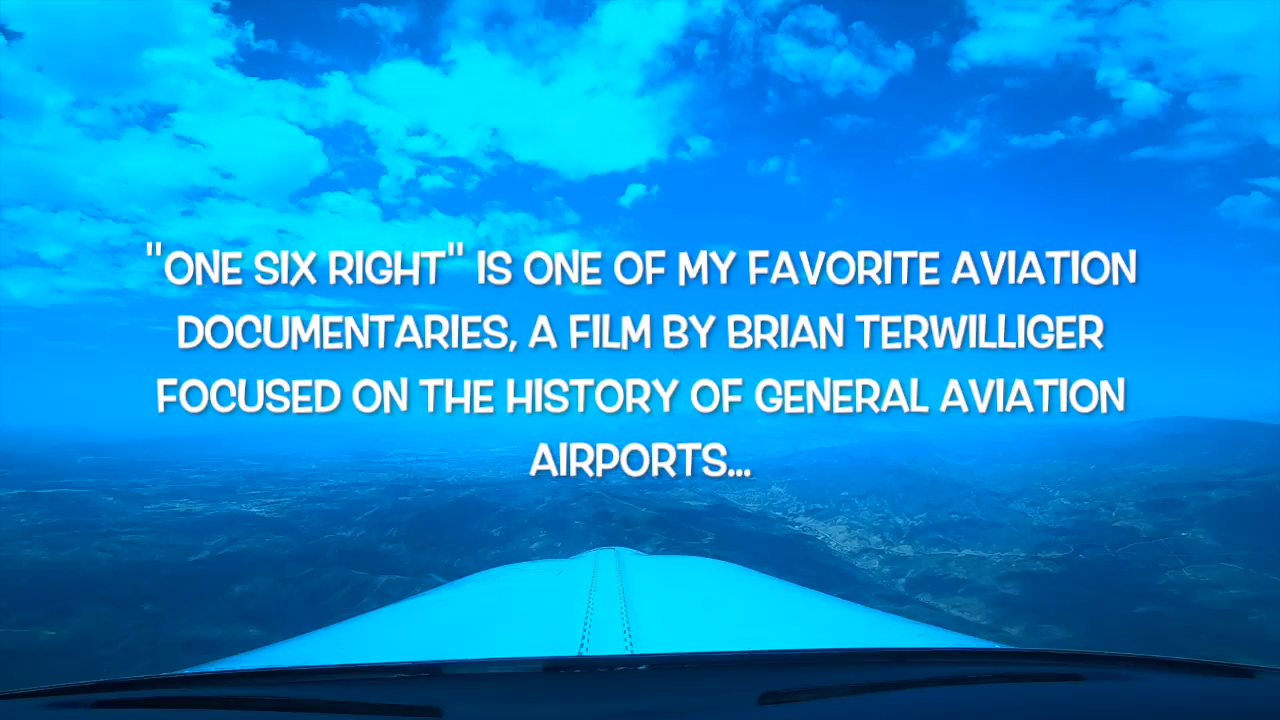 "ONE SIX RIGHT" IS ONE OF MY FAVORITE AVIATION
DOCUMENTARIES, A FILM BY BRIAN TERWILLIGER
FOCUSED ON THE HISTORY OF GENERAL AVIATION
AIRPORTS...